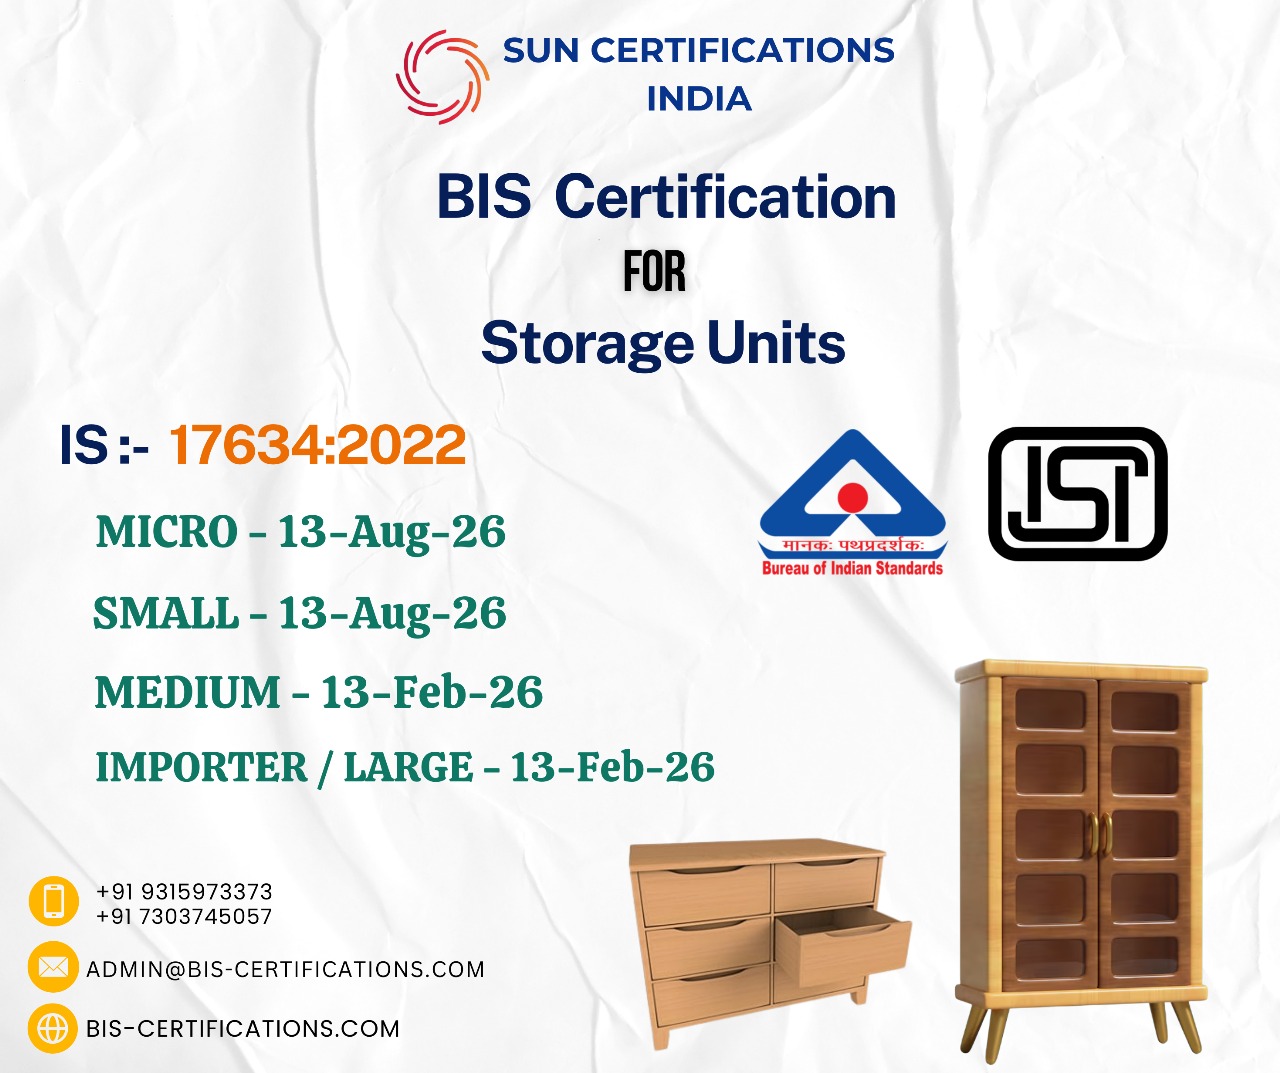 SUN CERTIFICATIONS
INDIA
BIS Certification
FOR
Storage Units
IS :- 17634:2022
MICRO - 13-Aug-26
SMALL - 13-Aug-26
MEDIUM - 13-Feb-26
IMPORTER / LARGE - 13-Feb-26
मानकः पथप्रदर्शकः
Bureau of Indian Standards
ISI
+91 9315973373
+91 7303745057
ADMIN@BIS-CERTIFICATIONS.COM
BIS-CERTIFICATIONS.COM